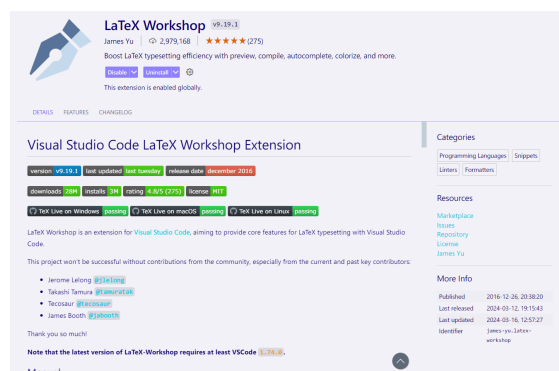 LaTeX Workshop v9.19.1
James Yu 2,979,168 (275)
Boost LaTeX typesetting efficiency with preview, compile, autocomplete, colorize, and more.
Disable Uninstall
This extension is enabled globally.
DETAILS FEATURES CHANGELOG
Visual Studio Code LaTeX Workshop Extension
version v9.19.1 last updated last tuesday release date december 2016
downloads 28M installs 3M rating 4.8/5 (275) license MIT
TeX Live on Windows passing TeX Live on macOS passing TeX Live on Linux passing
LaTeX Workshop is an extension for Visual Studio Code, aiming to provide core features for LaTeX typesetting with Visual Studio
Code.
This project won't be successful without contributions from the community, especially from the current and past key contributors:
Jerome Lelong @jlelong
Takashi Tamura @tamuratak
Tecosaur @tecosaur
James Booth @jabooth
Thank you so much!
Note that the latest version of LaTeX-Workshop requires at least VSCode 1.74.0.
Categories
Programming Languages Snippets
Linters Formatters
Resources
Marketplace
Issues
Repository
License
James Yu
More Info
Published 2016-12-26, 20:38:20
Last released 2024-03-12, 19:15:43
Last updated 2024-03-16, 12:57:27
Identifier james-yu.latex-
workshop